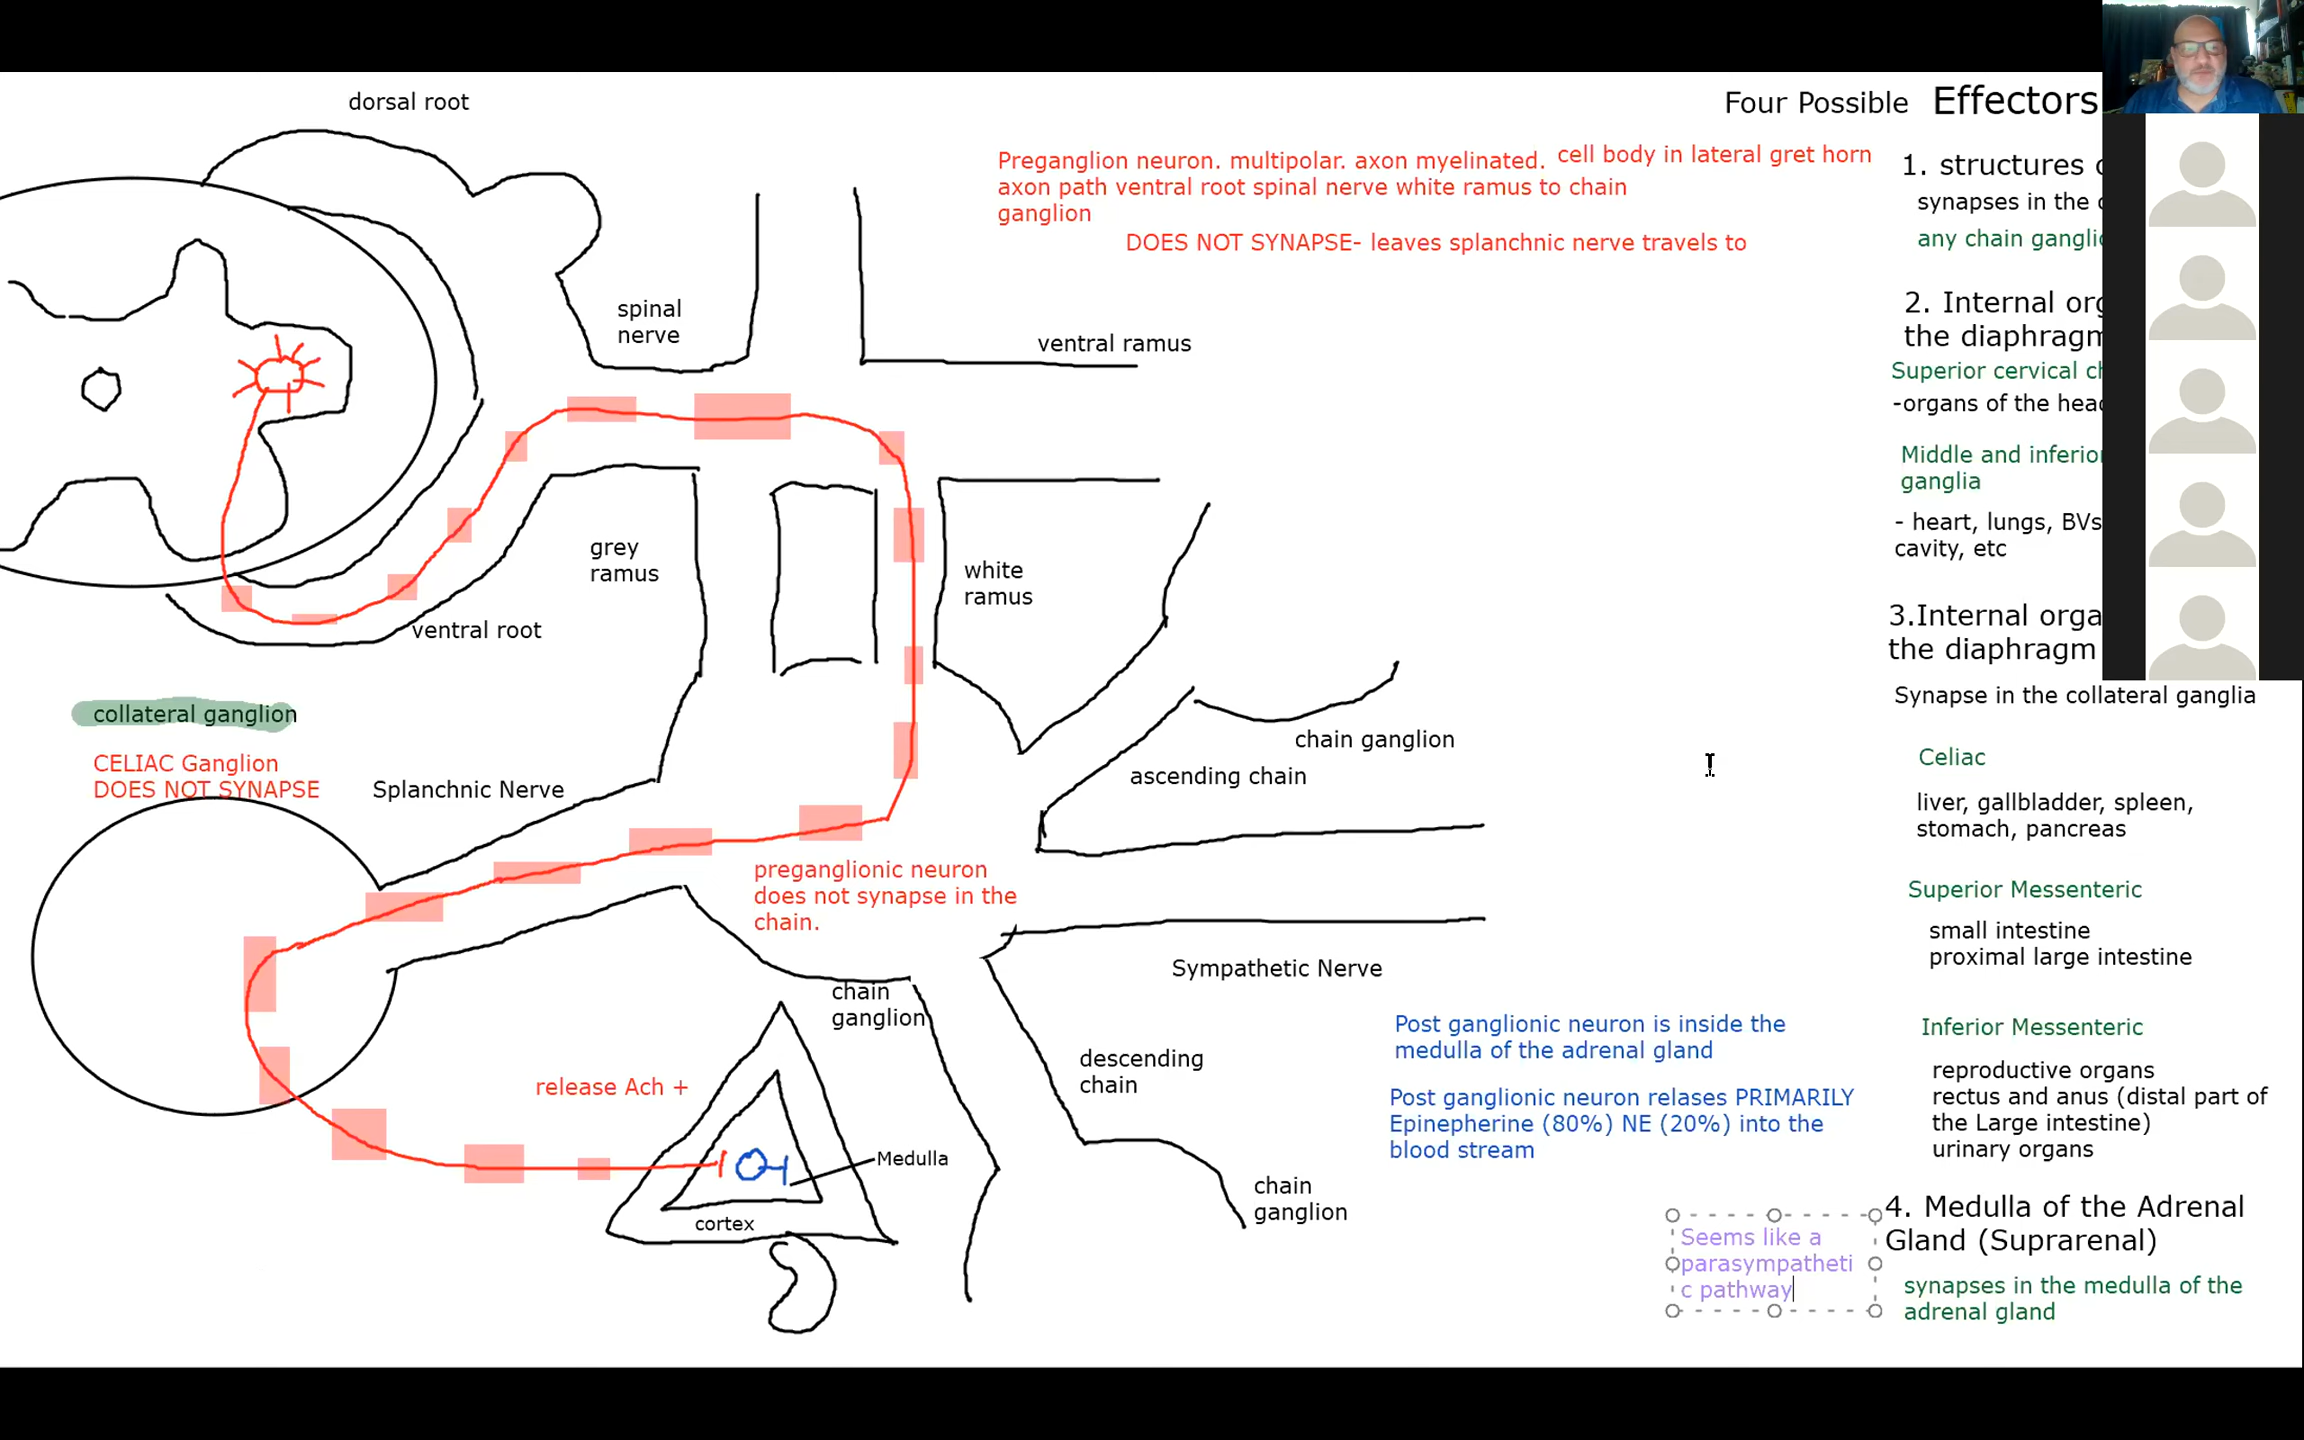 dorsal root
Four Possible Effectors
Preganglion neuron. multipolar. axon myelinated. cell body in lateral gret horn
axon path ventral root spinal nerve white ramus to chain
ganglion
DOES NOT SYNAPSE- leaves splanchnic nerve travels to
spinal
nerve
ventral ramus
grey
ramus
white
ramus
ventral root
collateral ganglion
CELIAC Ganglion
DOES NOT SYNAPSE
Splanchnic Nerve
chain ganglion
ascending chain
preganglionic neuron
does not synapse in the
chain.
Sympathetic Nerve
chain
ganglion
descending
chain
chain
ganglion
release Ach +
Medulla
cortex
Post ganglionic neuron is inside the
medulla of the adrenal gland
Post ganglionic neuron relases PRIMARILY
Epinepherine (80%) NE (20%) into the
blood stream
Seems like a
parasympatheti
c pathway
1. structures
synapses in the
any chain
2. Internal
the
Superior cervical
-organs of the
Middle and
ganglia
- heart, lungs, BVs
cavity, etc
3.Internal
the diaphragm
Synapse in the collateral ganglia
Celiac
liver, gallbladder, spleen,
stomach, pancreas
Superior Messenteric
small intestine
proximal large intestine
Inferior Messenteric
reproductive organs
rectus and anus (distal part of
the Large intestine)
urinary organs
4. Medulla of the Adrenal
Gland (Suprarenal)
synapses in the medulla of the
adrenal gland